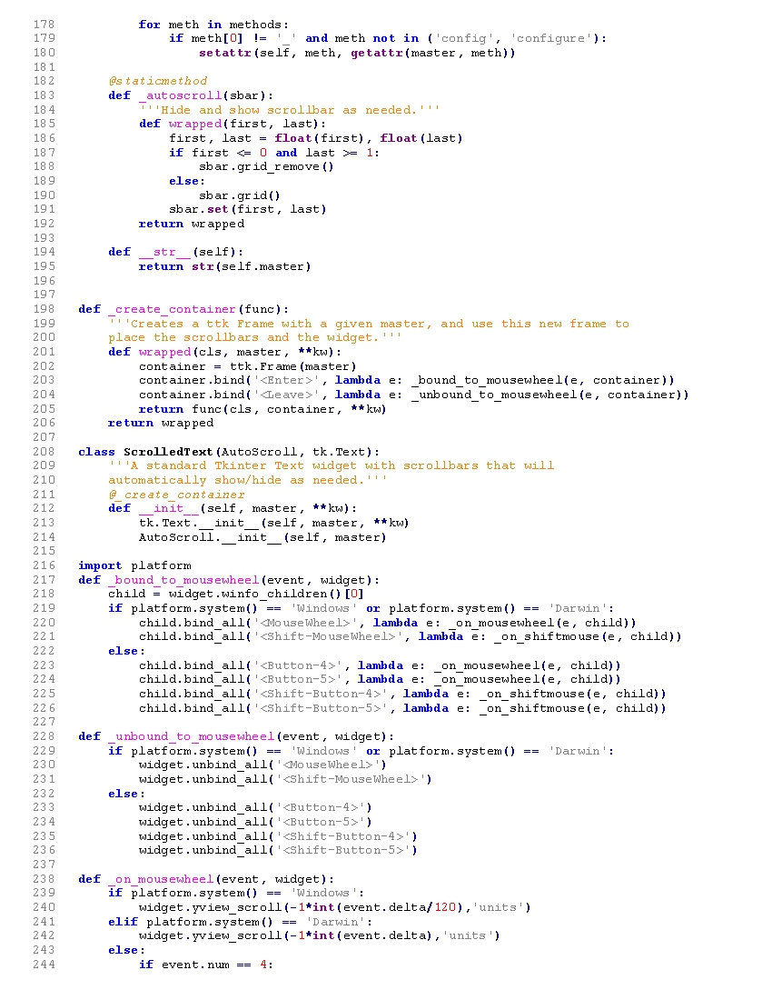 178 for meth in methods:
179 if meth[0] != '_' and meth not in ('config', 'configure'):
180 setattr(self, meth, getattr(master, meth))
181
182 @staticmethod
183 def _autoscroll(sbar):
184 '''Hide and show scrollbar as needed.'''
185 def wrapped(first, last):
186 first, last = float(first), float(last)
187 if first <= 0 and last >= 1:
188 sbar.grid_remove()
189 else:
190 sbar.grid()
191 sbar.set(first, last)
192 return wrapped
193
194 def __str__(self):
195 return str(self.master)
196
197
198 def _create_container(func):
199 '''Creates a ttk Frame with a given master, and use this new frame to
200 place the scrollbars and the widget.'''
201 def wrapped(cls, master, **kw):
202 container = ttk.Frame(master)
203 container.bind('<Enter>', lambda e: _bound_to_mousewheel(e, container))
204 container.bind('<Leave>', lambda e: _unbound_to_mousewheel(e, container))
205 return func(cls, container, **kw)
206 return wrapped
207
208 class ScrolledText(AutoScroll, tk.Text):
209 '''A standard Tkinter Text widget with scrollbars that will
210 automatically show/hide as needed.'''
211 @_create_container
212 def __init__(self, master, **kw):
213 tk.Text.__init__(self, master, **kw)
214 AutoScroll.__init__(self, master)
215
216 import platform
217 def _bound_to_mousewheel(event, widget):
218 child = widget.winfo_children()[0]
219 if platform.system() == 'Windows' or platform.system() == 'Darwin':
220 child.bind_all('<MouseWheel>', lambda e: _on_mousewheel(e, child))
221 child.bind_all('<Shift-MouseWheel>', lambda e: _on_shiftmouse(e, child))
222 else:
223 child.bind_all('<Button-4>', lambda e: _on_mousewheel(e, child))
224 child.bind_all('<Button-5>', lambda e: _on_mousewheel(e, child))
225 child.bind_all('<Shift-Button-4>', lambda e: _on_shiftmouse(e, child))
226 child.bind_all('<Shift-Button-5>', lambda e: _on_shiftmouse(e, child))
227
228 def _unbound_to_mousewheel(event, widget):
229 if platform.system() == 'Windows' or platform.system() == 'Darwin':
230 widget.unbind_all('<MouseWheel>')
231 widget.unbind_all('<Shift-MouseWheel>')
232 else:
233 widget.unbind_all('<Button-4>')
234 widget.unbind_all('<Button-5>')
235 widget.unbind_all('<Shift-Button-4>')
236 widget.unbind_all('<Shift-Button-5>')
237
238 def _on_mousewheel(event, widget):
239 if platform.system() == 'Windows':
240 widget.yview_scroll(-1*int(event.delta/120),'units')
241 elif platform.system() == 'Darwin':
242 widget.yview_scroll(-1*int(event.delta),'units')
243 else:
244 if event.num == 4: